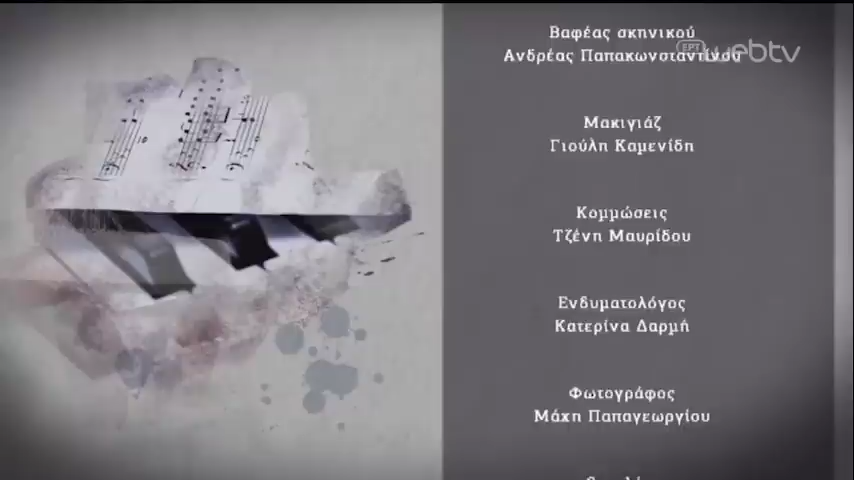 Βαφέας σκηνικού
Ανδρέας Παπακωνσταντίνου
ΕΡΤ webtv
Μακιγιάζ
Γιούλη Καμενίδη
Κομμώσεις
Τζένη Μαυρίδου
Ενδυματολόγος
Κατερίνα Δαρμή
Φωτογράφος
Μάχη Παπαγεωργίου